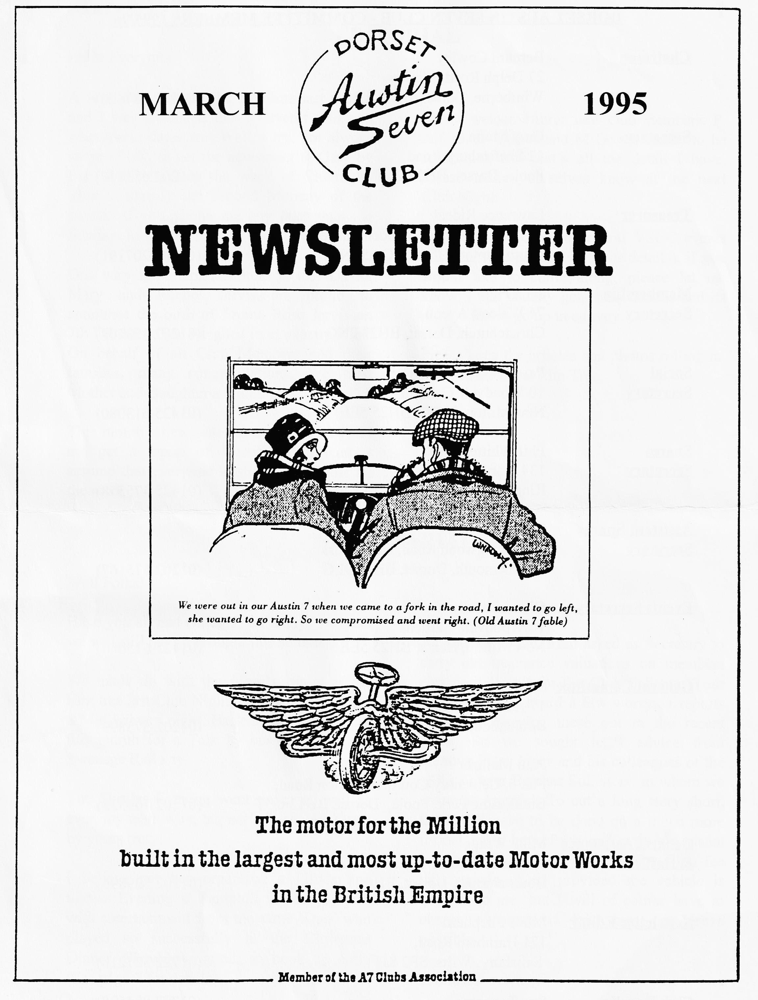 DORSET
MARCH
Austin
1995
Seven
CLUB
NEWSLETTER
We were out in our Austin 7 when we came to a fork in the road, I wanted to go left,
she wanted to go right. So we compromised and went right. (Old Austin 7 fable)
The motor for the Million
built in the largest and most up-to-date Motor Works
in the British Empire
Member of the A7 Clubs Association